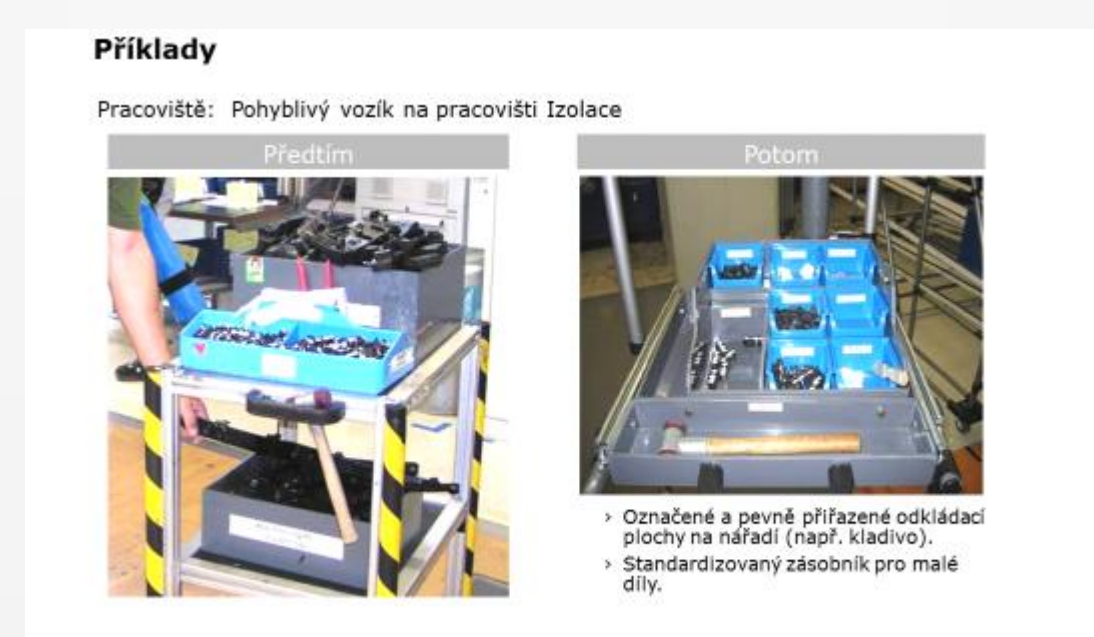 Příklady
Pracoviště: Pohyblivý vozík na pracovišti Izolace
Předtím
Potom
› Označené a pevně přiřazené odkládací
plochy na nářadí (např. kladivo).
› Standardizovaný zásobník pro malé
díly.